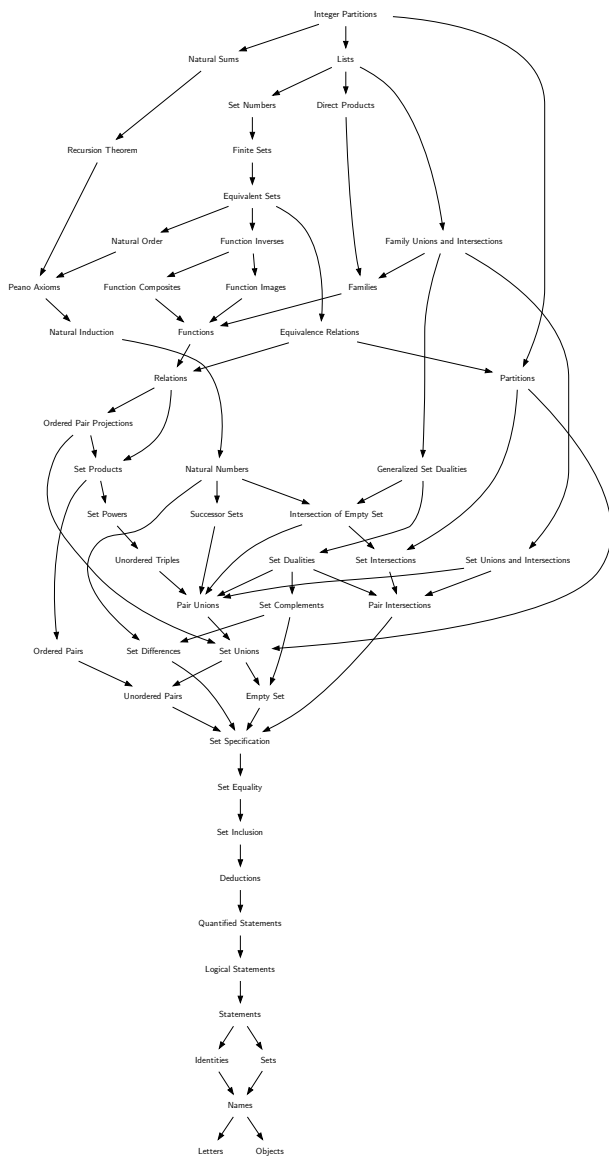 Integer Partitions
Natural Sums
Lists
Set Numbers
Direct Products
Recursion Theorem
Finite Sets
Equivalent Sets
Natural Order
Function Inverses
Family Unions and Intersections
Peano Axioms
Function Composites
Function Images
Families
Natural Induction
Functions
Equivalence Relations
Relations
Partitions
Ordered Pair Projections
Set Products
Natural Numbers
Generalized Set Dualities
Set Powers
Successor Sets
Intersection of Empty Set
Unordered Triples
Set Dualities
Set Intersections
Set Unions and Intersections
Pair Unions
Set Complements
Pair Intersections
Ordered Pairs
Set Differences
Set Unions
Unordered Pairs
Empty Set
Set Specification
Set Equality
Set Inclusion
Deductions
Quantified Statements
Logical Statements
Statements
Identities
Sets
Names
Letters
Objects